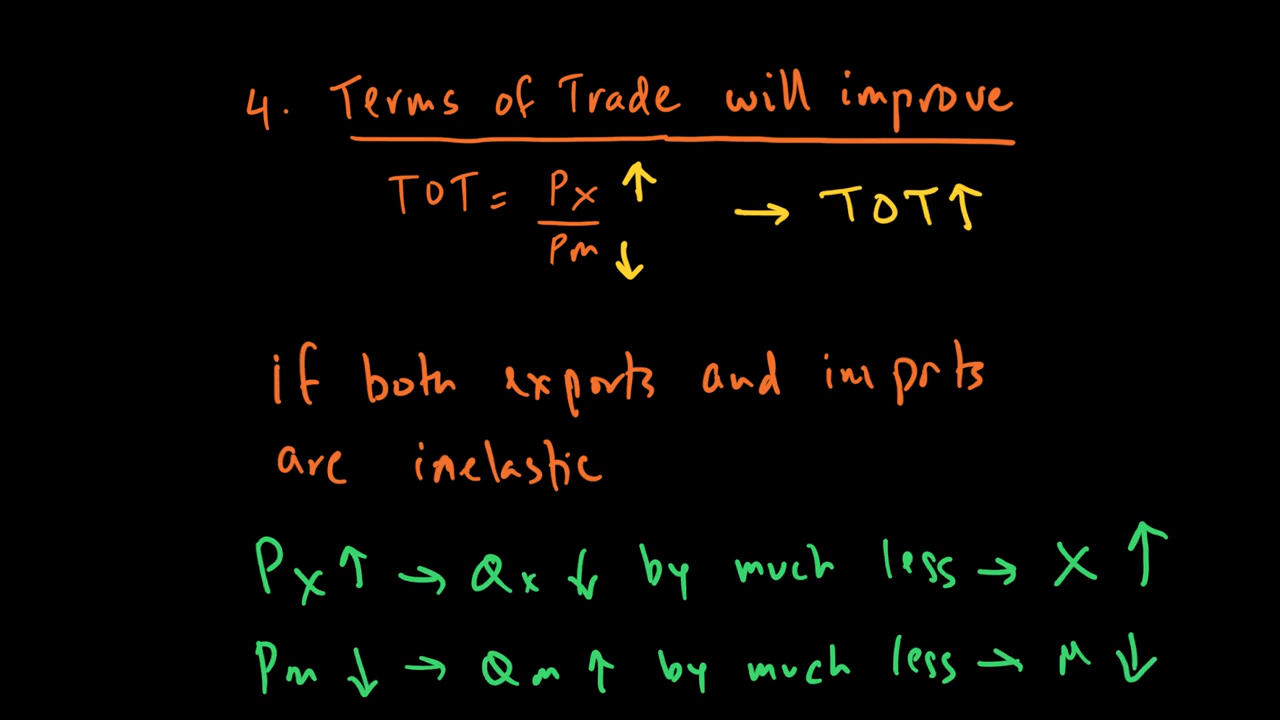 4. Terms of Trade will improve
TOT = Px ↑ → TOT ↑
Pm ↓
if both exports and imprts
are inelastic
Px ↑ → Qx ↓ by much less → X ↑
Pm ↓ → Qm ↑ by much less → M ↓